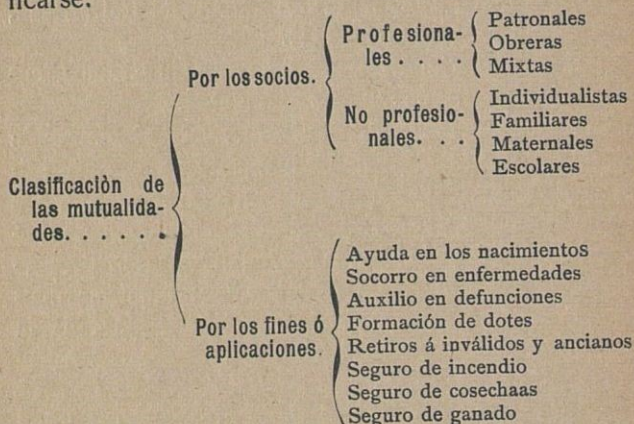 ficarse.
Clasificaciòn de
las mutualida-
des. . . . . .
Por los socios.
Profesiona-
les . . . .
Patronales
Obreras
Mixtas
No profesio-
nales. . .
Individualistas
Familiares
Maternales
Escolares
Por los fines ó
aplicaciones.
Ayuda en los nacimientos
Socorro en enfermedades
Auxilio en defunciones
Formación de dotes
Retiros á inválidos y ancianos
Seguro de incendio
Seguro de cosechaas
Seguro de ganado